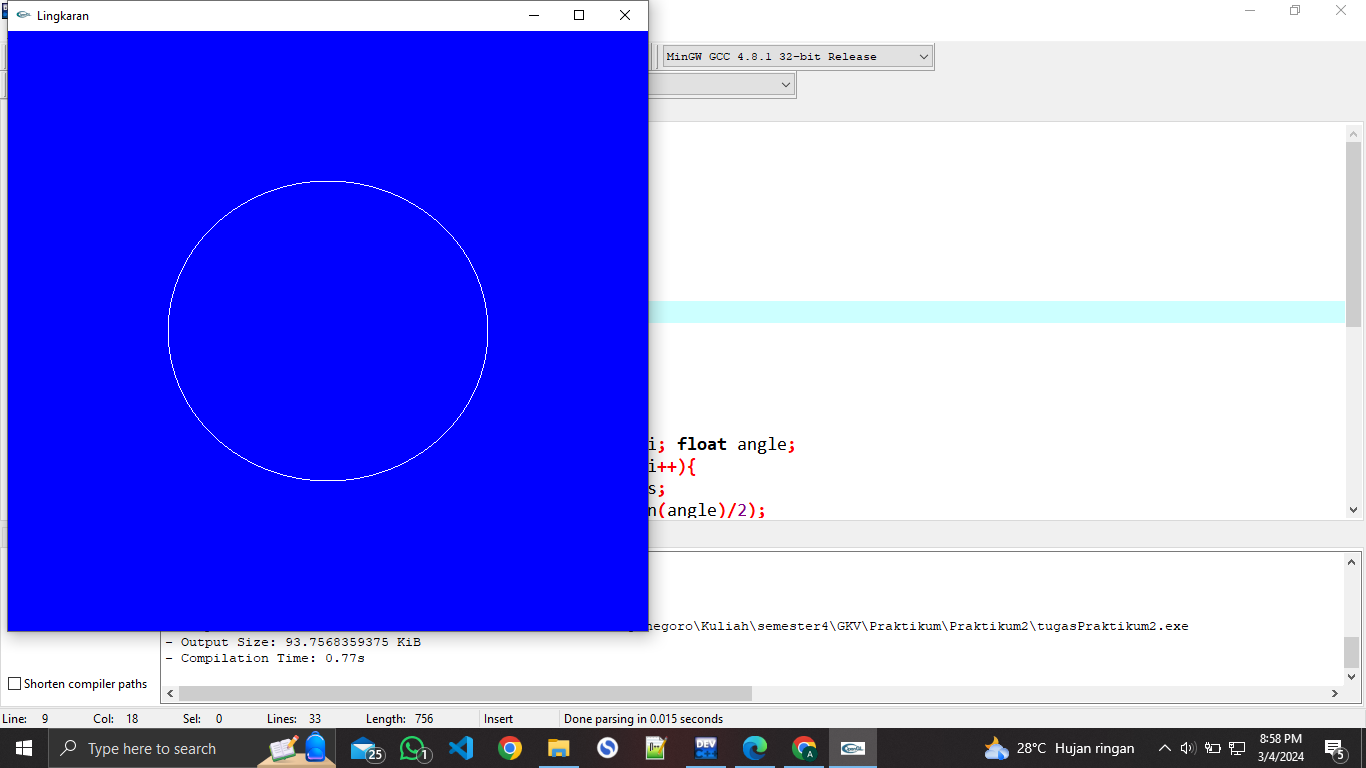 Lingkaran
MinGW GCC 4.8.1 32-bit Release
i; float angle;
i++){
s;
n(angle)/2);
negoro\Kuliah\semester4\GKV\Praktikum\Praktikum2\tugasPraktikum2.exe
- Output Size: 93.7568359375 KiB
- Compilation Time: 0.77s
Shorten compiler paths
Line: 9 Col: 18 Sel: 0 Lines: 33 Length: 756 Insert Done parsing in 0.015 seconds
Type here to search 25 1 DEV A 28°C Hujan ringan 8:58 PM
3/4/2024 5